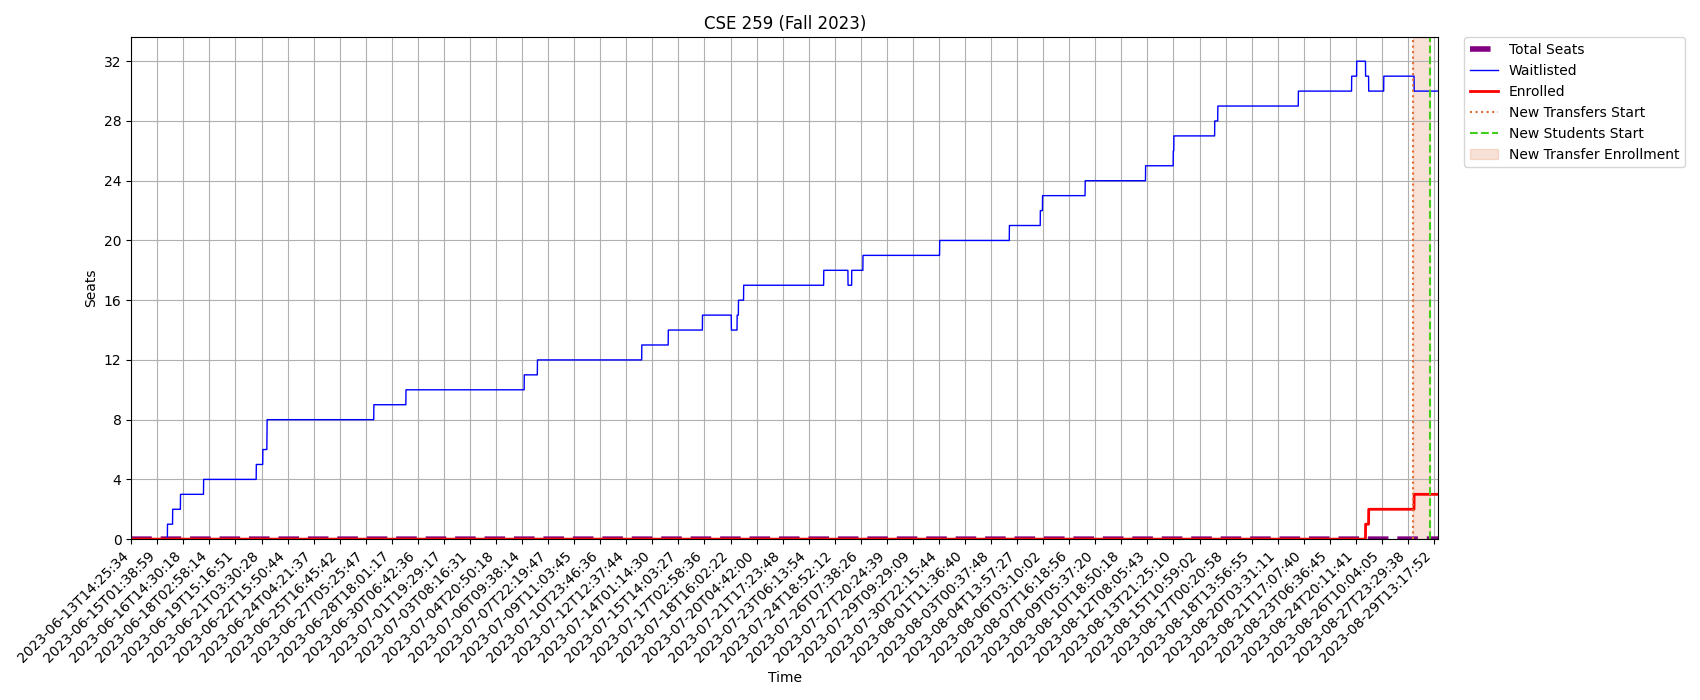 CSE 259 (Fall 2023)
Total Seats
Waitlisted
Enrolled
New Transfers Start
New Students Start
New Transfer Enrollment
Seats
32
28
24
20
16
12
8
4
0
2023-06-13T14:25:34
2023-06-15T01:38:59
2023-06-16T14:30:18
2023-06-18T02:58:14
2023-06-19T15:16:51
2023-06-21T03:30:28
2023-06-22T15:50:44
2023-06-24T04:21:37
2023-06-25T16:45:42
2023-06-27T05:25:47
2023-06-28T18:01:17
2023-06-30T06:42:36
2023-07-01T19:29:17
2023-07-03T08:16:31
2023-07-04T20:50:18
2023-07-06T09:38:14
2023-07-07T22:19:47
2023-07-09T11:03:45
2023-07-10T23:46:36
2023-07-12T12:37:44
2023-07-14T01:14:30
2023-07-15T14:03:27
2023-07-17T02:58:36
2023-07-18T16:02:22
2023-07-20T04:42:00
2023-07-21T17:23:48
2023-07-23T06:13:54
2023-07-24T18:52:12
2023-07-26T07:38:26
2023-07-27T20:24:39
2023-07-29T09:29:09
2023-07-30T22:15:44
2023-08-01T11:36:40
2023-08-03T00:37:48
2023-08-04T13:57:27
2023-08-06T03:10:02
2023-08-07T16:18:56
2023-08-09T05:37:20
2023-08-10T18:50:18
2023-08-12T08:05:43
2023-08-13T21:25:10
2023-08-15T10:59:02
2023-08-17T00:20:58
2023-08-18T13:56:55
2023-08-20T03:31:11
2023-08-21T17:07:40
2023-08-23T06:36:45
2023-08-24T20:11:41
2023-08-26T10:04:05
2023-08-27T23:29:38
2023-08-29T13:17:52
Time